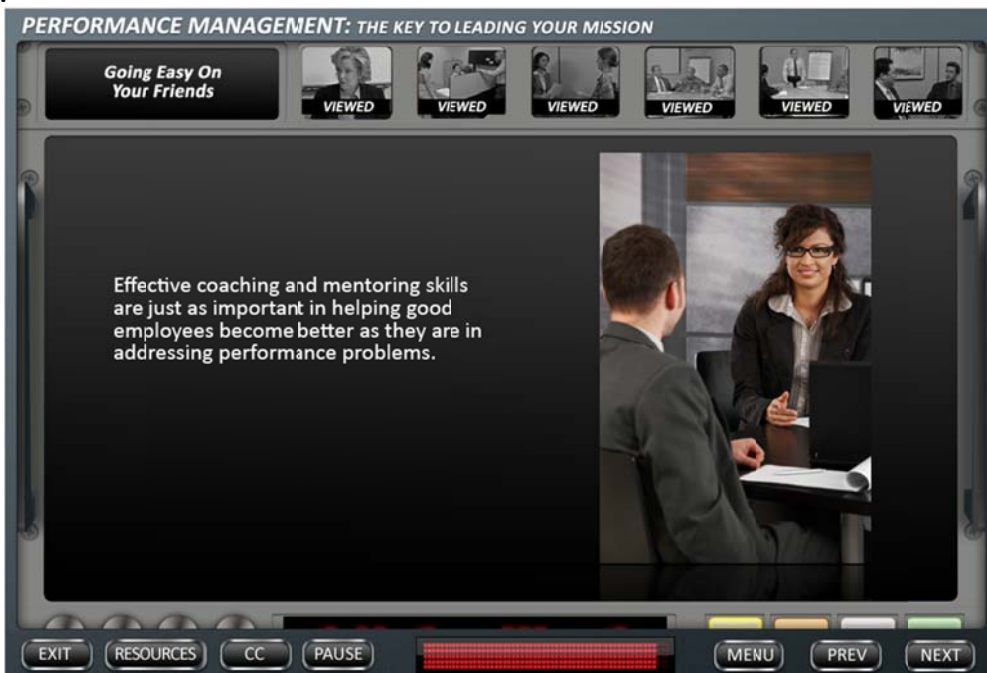 PERFORMANCE MANAGEMENT: THE KEY TO LEADING YOUR MISSION
Going Easy On
Your Friends
VIEWED
VIEWED
VIEWED
VIEWED
VIEWED
VIEWED
Effective coaching and mentoring skills
are just as important in helping good
employees become better as they are in
addressing performance problems.
EXIT
RESOURCES
CC
PAUSE
MENU
PREV
NEXT